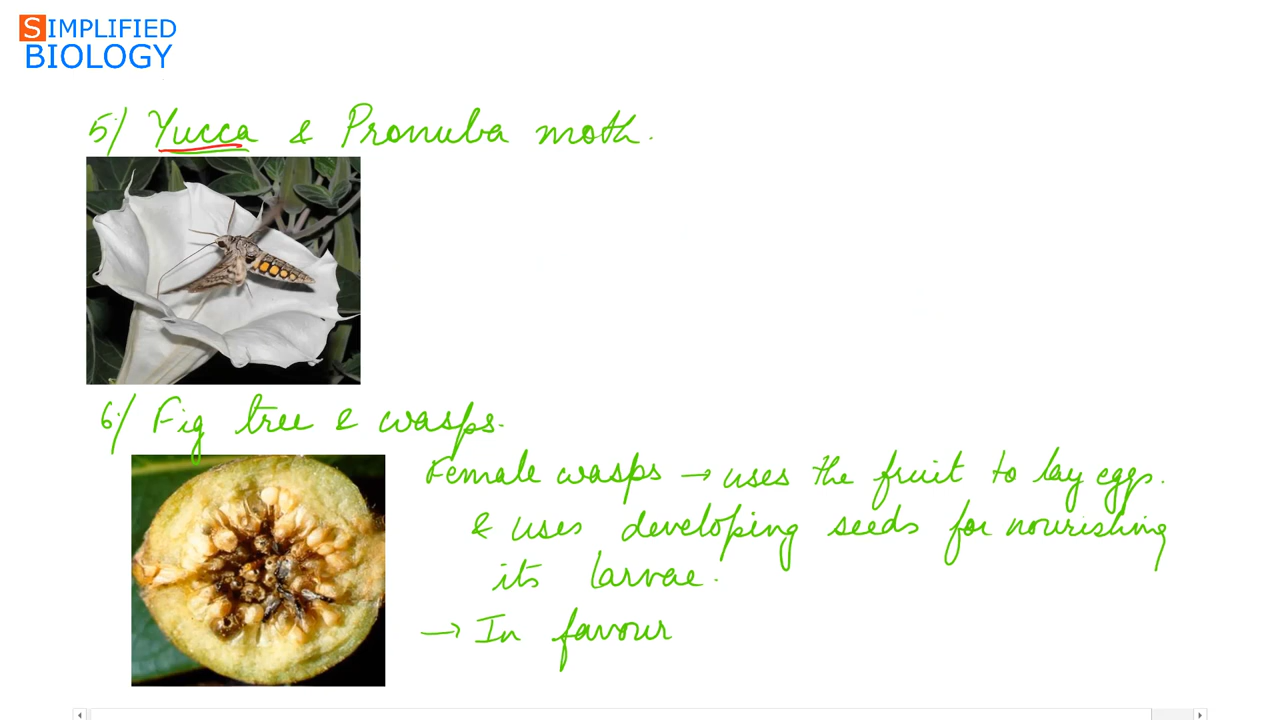 SIMPLIFIED
BIOLOGY
5) Yucca & Pronuba moth.
6) Fig tree & wasps.
Female wasps → uses the fruit to lay eggs.
& uses developing seeds for nourishing
its larvae.
→ In favour